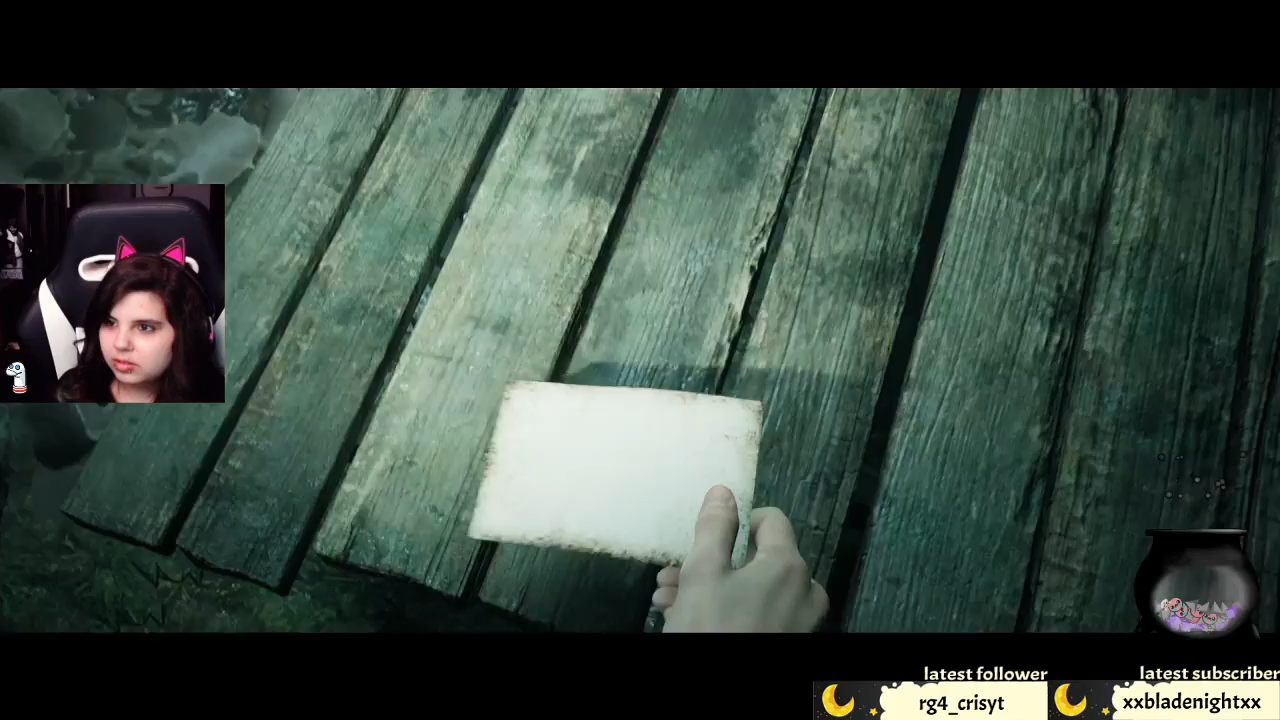 latest follower
latest subscriber
rg4_crisyt
xxbladenightxx